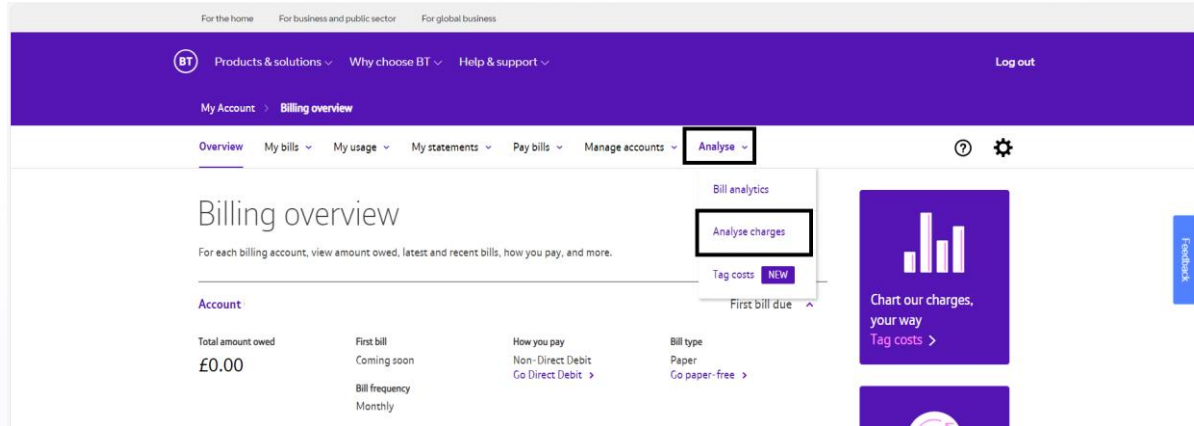 For the home For business and public sector For global business
BT Products & solutions Why choose BT Help & support Log out
My Account > Billing overview
Overview My bills My usage My statements Pay bills Manage accounts Analyse
Bill analytics
Analyse charges
Tag costs NEW
Billing overview
For each billing account, view amount owed, latest and recent bills, how you pay, and more.
Account First bill due
Total amount owed First bill How you pay Bill type
£0.00 Coming soon Non-Direct Debit Paper
Go Direct Debit > Go paper-free >
Bill frequency
Monthly
Chart our charges,
your way
Tag costs >
Feedback